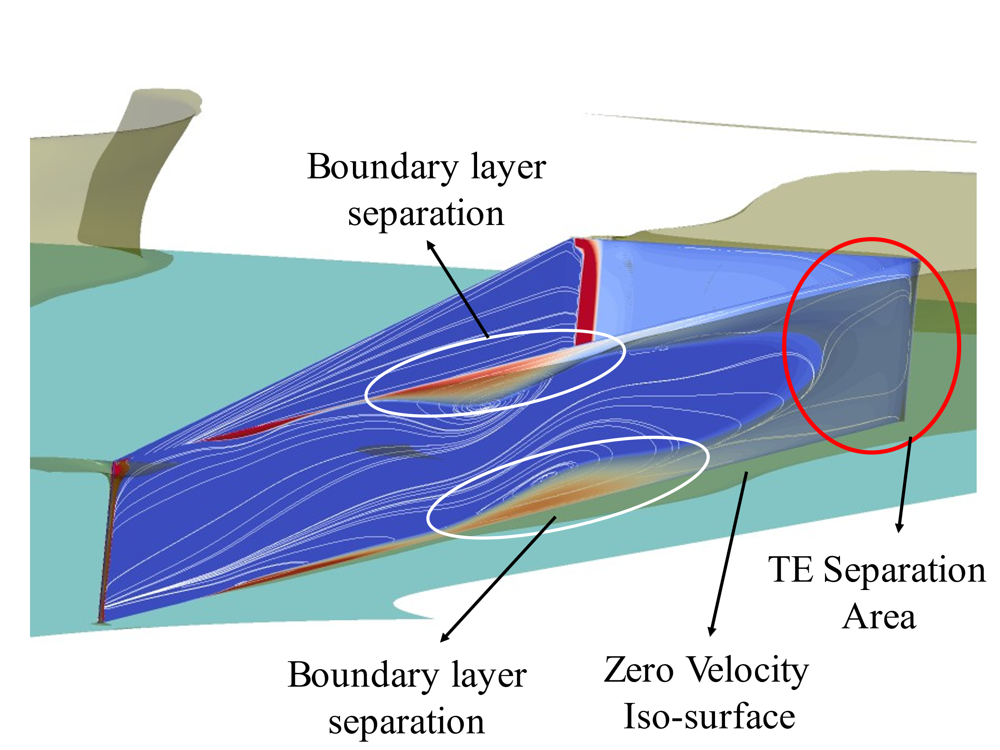 Boundary layer
separation
TE Separation
Area
Boundary layer
separation
Zero Velocity
Iso-surface